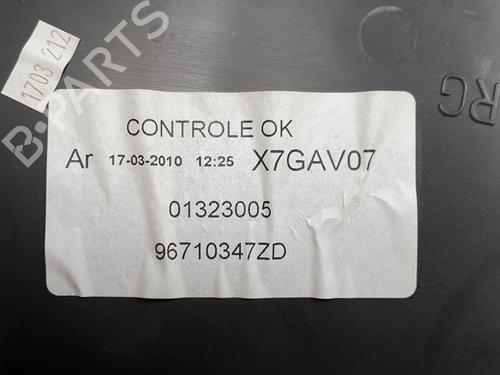 1703 212
B-PARTS
RG
CONTROLE OK
Ar 17-03-2010 12:25 X7GAV07
01323005
96710347ZD